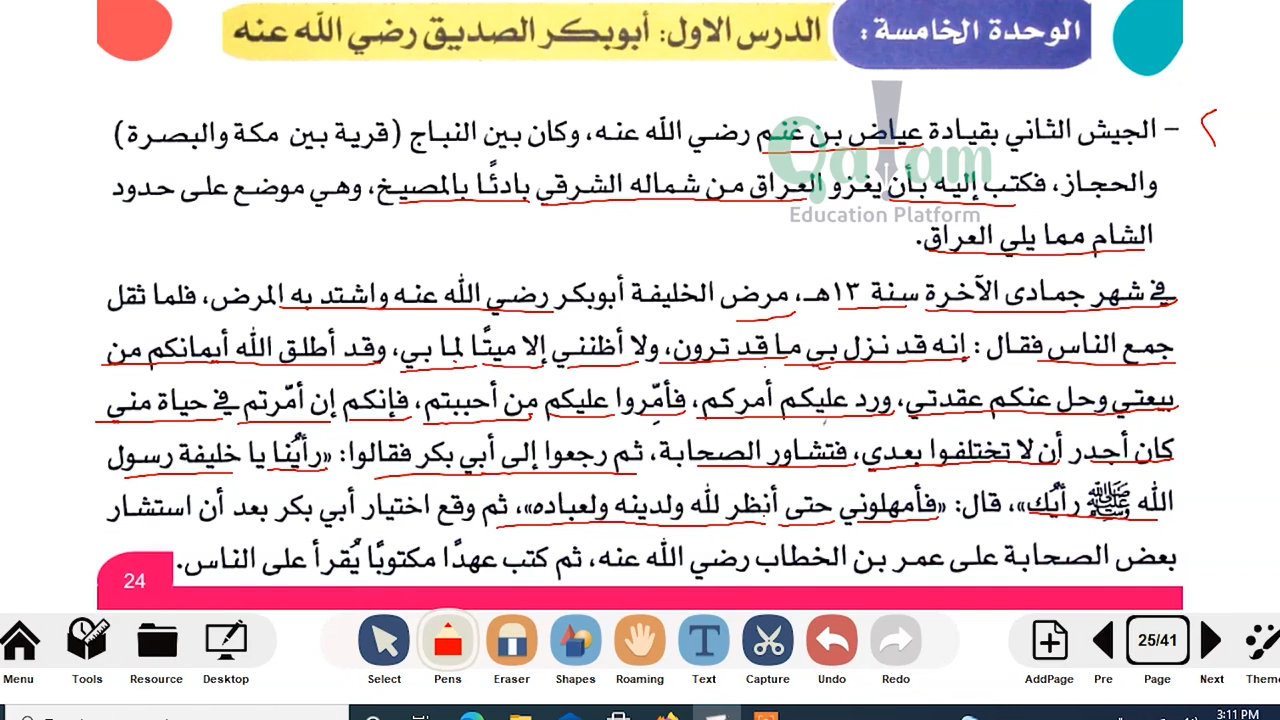 الوحدة الخامسة :
الدرس الاول: أبوبكر الصديق رضي الله عنه
– الجيش الثاني بقيادة عياض بن غنم رضي الله عنه، وكان بين النباج (قرية بين مكة والبصرة)
والحجاز، فكتب إليه بأن يغزو العراق من شماله الشرقي بادئًا بالمصيخ، وهي موضع على حدود
الشام مما يلي العراق.
في شهر جمادى الآخرة سنة ١٣هـ، مرض الخليفة أبوبكر رضي الله عنه واشتد به المرض، فلما ثقل
جمع الناس فقال : إنه قد نزل بي ما قد ترون، ولا أظنني إلا ميتًا لما بي، وقد أطلق الله أيمانكم من
بيعتي وحل عنكم عقدتي، ورد عليكم أمركم، فأمّروا عليكم من أحببتم، فإنكم إن أمّرتم في حياة مني
كان أجدر أن لا تختلفوا بعدي، فتشاور الصحابة، ثم رجعوا إلى أبي بكر فقالوا: «رأيُنا يا خليفة رسول
الله ﷺ رأيُك»، قال: «فأمهلوني حتى أنظر لله ولدينه ولعباده»، ثم وقع اختيار أبي بكر بعد أن استشار
بعض الصحابة على عمر بن الخطاب رضي الله عنه، ثم كتب عهدًا مكتوبًا يُقرأ على الناس.
Qalam
Education Platform
24
Menu Tools Resource Desktop Select Pens Eraser Shapes Roaming Text Capture Undo Redo AddPage Pre Page Next Theme
25/41
3:11 PM